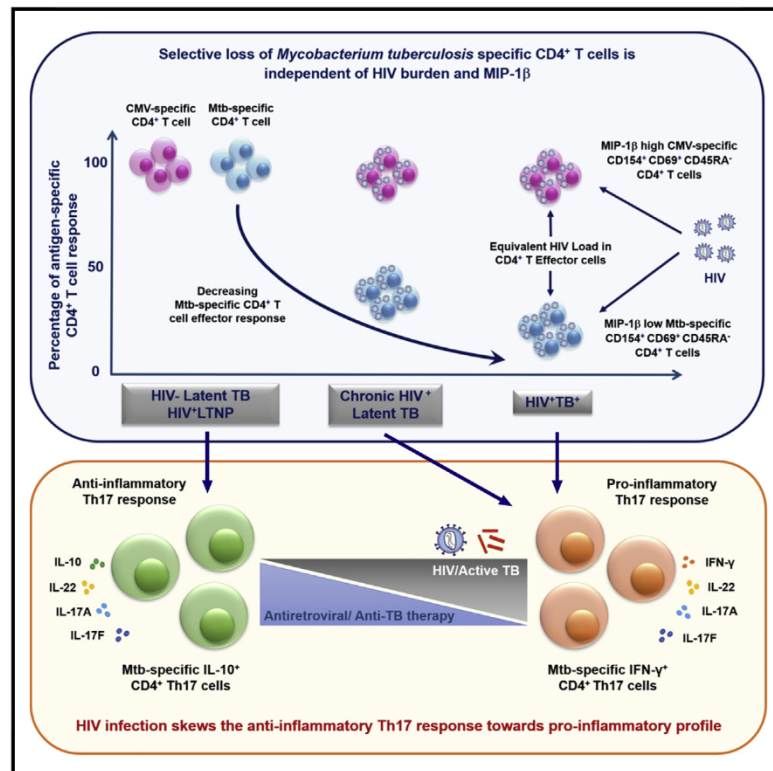 Selective loss of Mycobacterium tuberculosis specific CD4⁺ T cells is
independent of HIV burden and MIP-1β
CMV-specific
CD4⁺ T cell
Mtb-specific
CD4⁺ T cell
Percentage of antigen-specific
CD4⁺ T cell response
100
50
0
Decreasing
Mtb-specific CD4⁺ T
cell effector response
MIP-1β high CMV-specific
CD154⁺ CD69⁺ CD45RA⁻
CD4⁺ T cells
Equivalent HIV Load in
CD4⁺ T Effector cells
HIV
MIP-1β low Mtb-specific
CD154⁺ CD69⁺ CD45RA⁻
CD4⁺ T cells
HIV- Latent TB
HIV⁺LTNP
Chronic HIV⁺
Latent TB
HIV⁺TB⁺
Anti-inflammatory
Th17 response
IL-10
IL-22
IL-17A
IL-17F
Mtb-specific IL-10⁺
CD4⁺ Th17 cells
HIV/Active TB
Antiretroviral/ Anti-TB therapy
Pro-inflammatory
Th17 response
IFN-γ
IL-22
IL-17A
IL-17F
Mtb-specific IFN-γ⁺
CD4⁺ Th17 cells
HIV infection skews the anti-inflammatory Th17 response towards pro-inflammatory profile